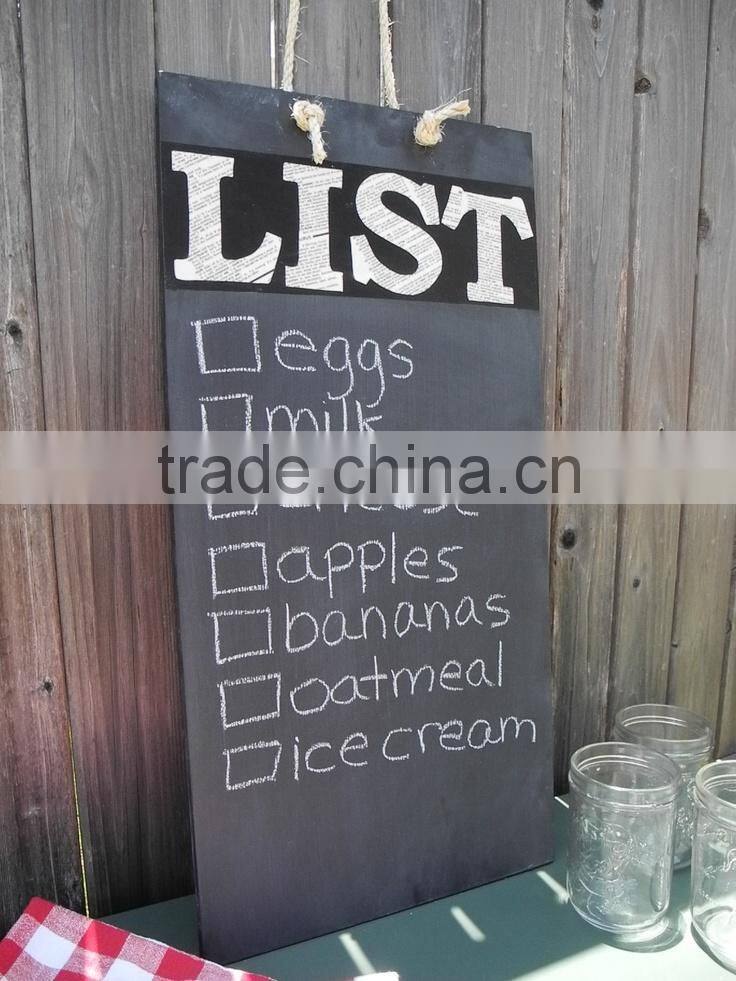 LIST
eggs
milk
trade.china.cn
apples
bananas
oatmeal
ice cream